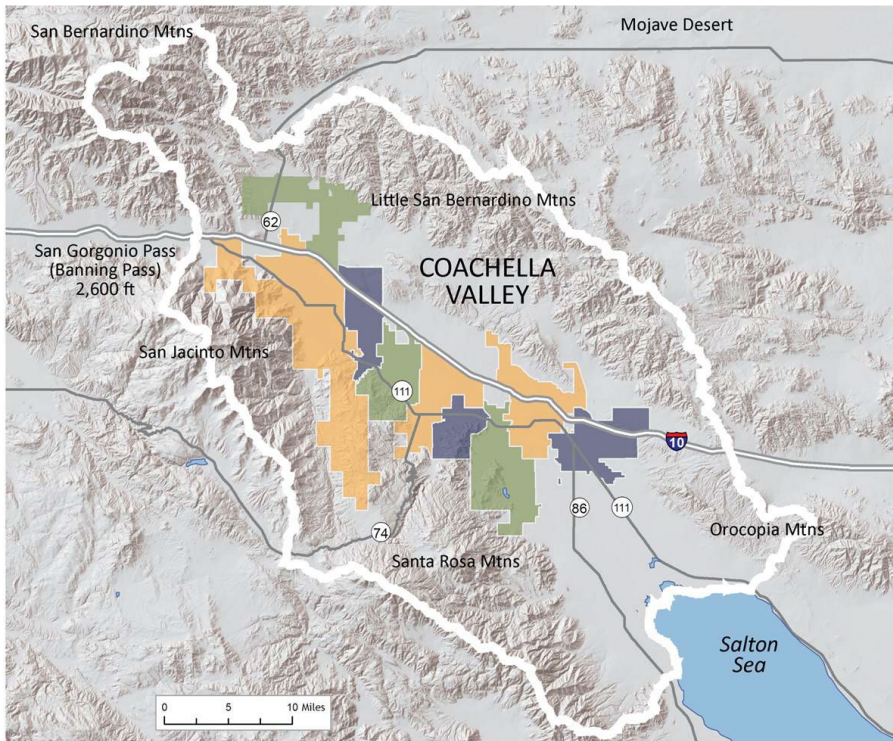 San Bernardino Mtns
Mojave Desert
Little San Bernardino Mtns
62
San Gorgonio Pass
(Banning Pass)
2,600 ft
COACHELLA
VALLEY
San Jacinto Mtns
111
10
86
111
74
Orocopia Mtns
Santa Rosa Mtns
Salton
Sea
0 5 10 Miles